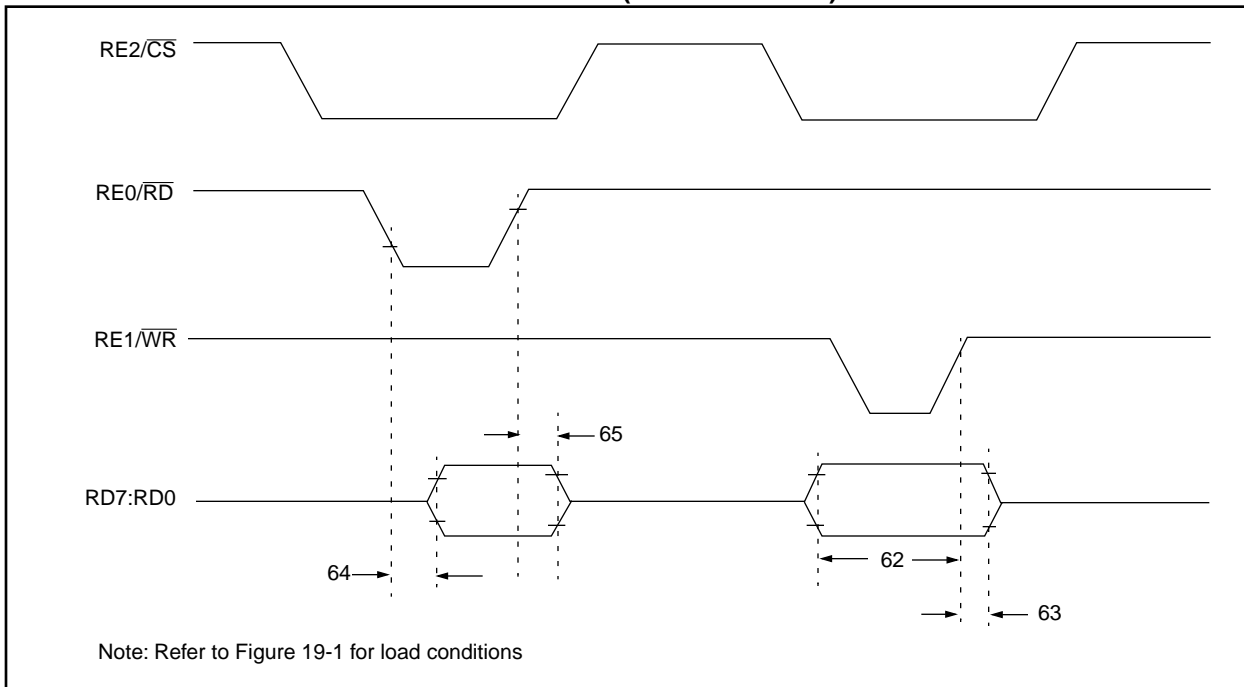 RE2/CS
RE0/RD
RE1/WR
65
RD7:RD0
64
62
63
Note: Refer to Figure 19-1 for load conditions